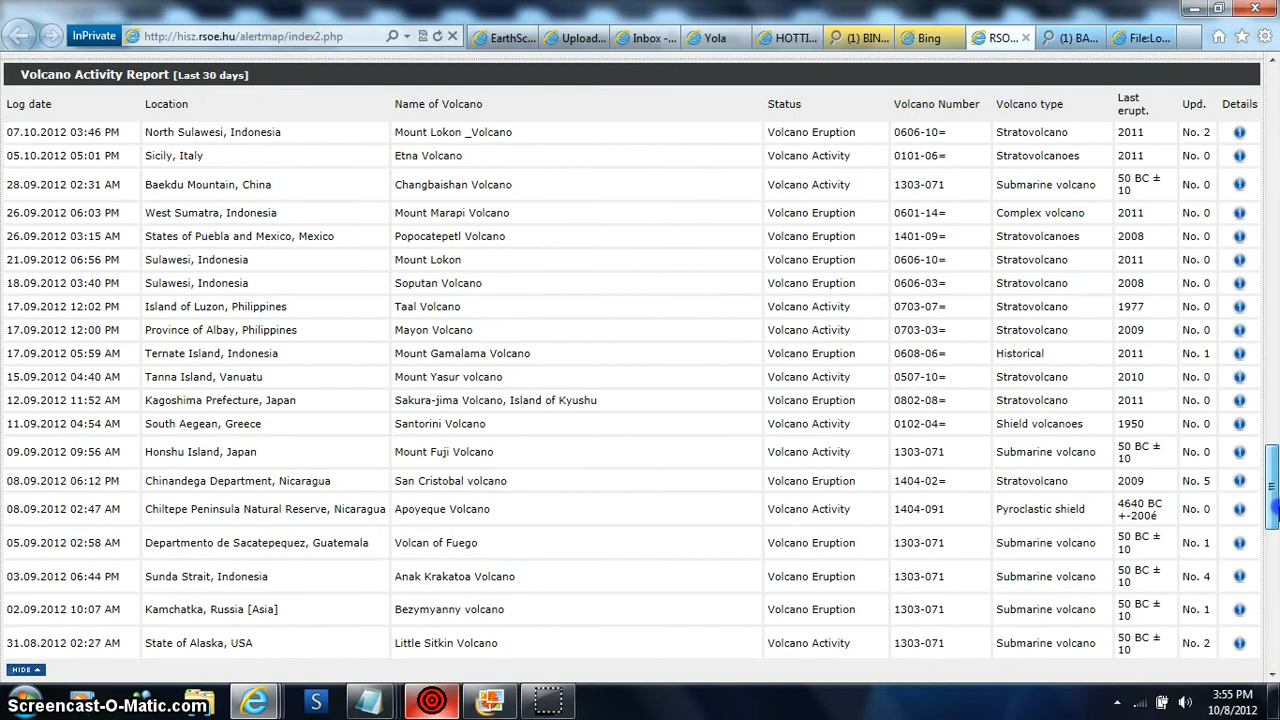 InPrivate http://hisz.rsoe.hu/alertmap/index2.php EarthSc... Upload... Inbox -... Yola HOTTI... (1) BIN... Bing RSO... (1) BA... File:Lo...
Volcano Activity Report [Last 30 days]
Log date Location Name of Volcano Status Volcano Number Volcano type Last erupt. Upd. Details
07.10.2012 03:46 PM North Sulawesi, Indonesia Mount Lokon _Volcano Volcano Eruption 0606-10= Stratovolcano 2011 No. 2
05.10.2012 05:01 PM Sicily, Italy Etna Volcano Volcano Activity 0101-06= Stratovolcanoes 2011 No. 0
28.09.2012 02:31 AM Baekdu Mountain, China Changbaishan Volcano Volcano Activity 1303-071 Submarine volcano 50 BC ± 10 No. 0
26.09.2012 06:03 PM West Sumatra, Indonesia Mount Marapi Volcano Volcano Eruption 0601-14= Complex volcano 2011 No. 0
26.09.2012 03:15 AM States of Puebla and Mexico, Mexico Popocatepetl Volcano Volcano Eruption 1401-09= Stratovolcanoes 2008 No. 0
21.09.2012 06:56 PM Sulawesi, Indonesia Mount Lokon Volcano Eruption 0606-10= Stratovolcano 2011 No. 0
18.09.2012 03:40 PM Sulawesi, Indonesia Soputan Volcano Volcano Eruption 0606-03= Stratovolcano 2008 No. 0
17.09.2012 12:02 PM Island of Luzon, Philippines Taal Volcano Volcano Activity 0703-07= Stratovolcano 1977 No. 0
17.09.2012 12:00 PM Province of Albay, Philippines Mayon Volcano Volcano Activity 0703-03= Stratovolcano 2009 No. 0
17.09.2012 05:59 AM Ternate Island, Indonesia Mount Gamalama Volcano Volcano Eruption 0608-06= Historical 2011 No. 1
15.09.2012 04:40 AM Tanna Island, Vanuatu Mount Yasur volcano Volcano Activity 0507-10= Stratovolcano 2010 No. 0
12.09.2012 11:52 AM Kagoshima Prefecture, Japan Sakura-jima Volcano, Island of Kyushu Volcano Eruption 0802-08= Stratovolcano 2011 No. 0
11.09.2012 04:54 AM South Aegean, Greece Santorini Volcano Volcano Activity 0102-04= Shield volcanoes 1950 No. 0
09.09.2012 09:56 AM Honshu Island, Japan Mount Fuji Volcano Volcano Activity 1303-071 Submarine volcano 50 BC ± 10 No. 0
08.09.2012 06:12 PM Chinandega Department, Nicaragua San Cristobal volcano Volcano Eruption 1404-02= Stratovolcano 2009 No. 5
08.09.2012 02:47 AM Chiltepe Peninsula Natural Reserve, Nicaragua Apoyeque Volcano Volcano Activity 1404-091 Pyroclastic shield 4640 BC +-200é No. 0
05.09.2012 02:58 AM Departmento de Sacatepequez, Guatemala Volcan of Fuego Volcano Eruption 1303-071 Submarine volcano 50 BC ± 10 No. 1
03.09.2012 06:44 PM Sunda Strait, Indonesia Anak Krakatoa Volcano Volcano Eruption 1303-071 Submarine volcano 50 BC ± 10 No. 4
02.09.2012 10:07 AM Kamchatka, Russia [Asia] Bezymyanny volcano Volcano Eruption 1303-071 Submarine volcano 50 BC ± 10 No. 1
31.08.2012 02:27 AM State of Alaska, USA Little Sitkin Volcano Volcano Activity 1303-071 Submarine volcano 50 BC ± 10 No. 2
HIDE
Screencast-O-Matic.com S 3:55 PM
10/8/2012